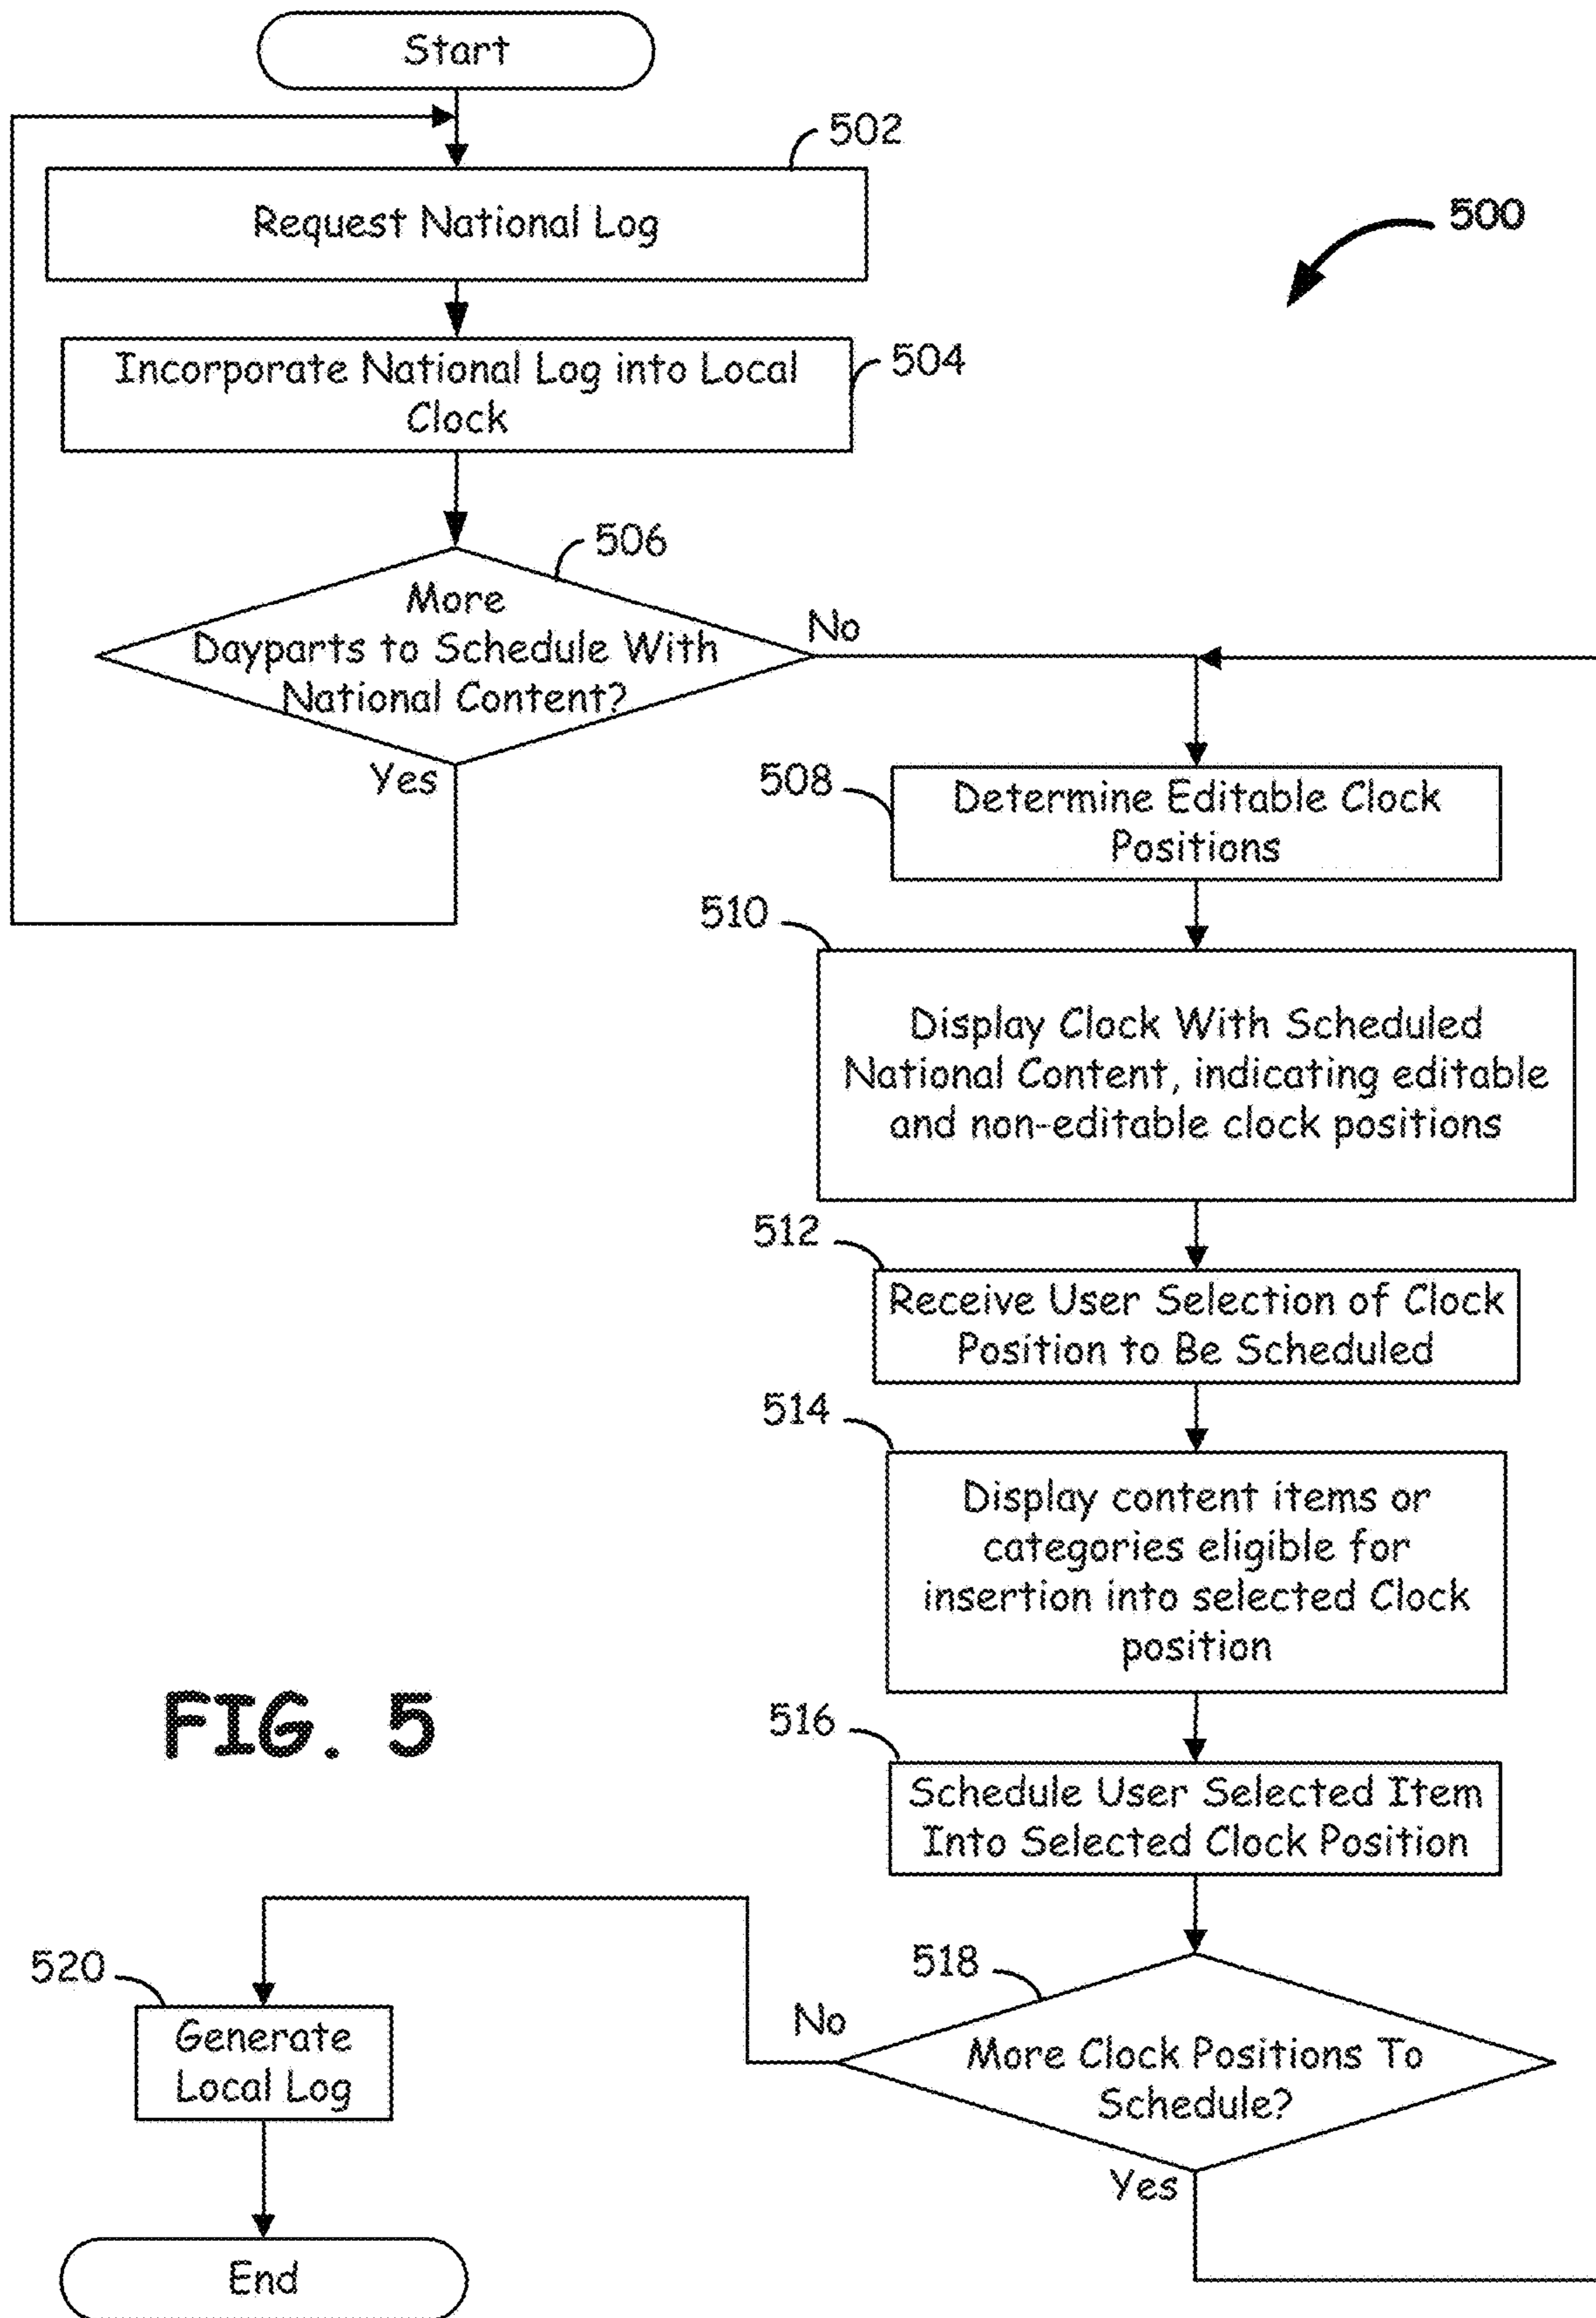 Start
502
Request National Log
500
Incorporate National Log into Local
Clock
504
506
More
Dayparts to Schedule With
National Content?
No
Yes
508
Determine Editable Clock
Positions
510
Display Clock With Scheduled
National Content, indicating editable
and non-editable clock positions
512
Receive User Selection of Clock
Position to Be Scheduled
514
Display content items or
categories eligible for
insertion into selected Clock
position
FIG. 5
516
Schedule User Selected Item
Into Selected Clock Position
518
More Clock Positions To
Schedule?
No
Yes
520
Generate
Local Log
End